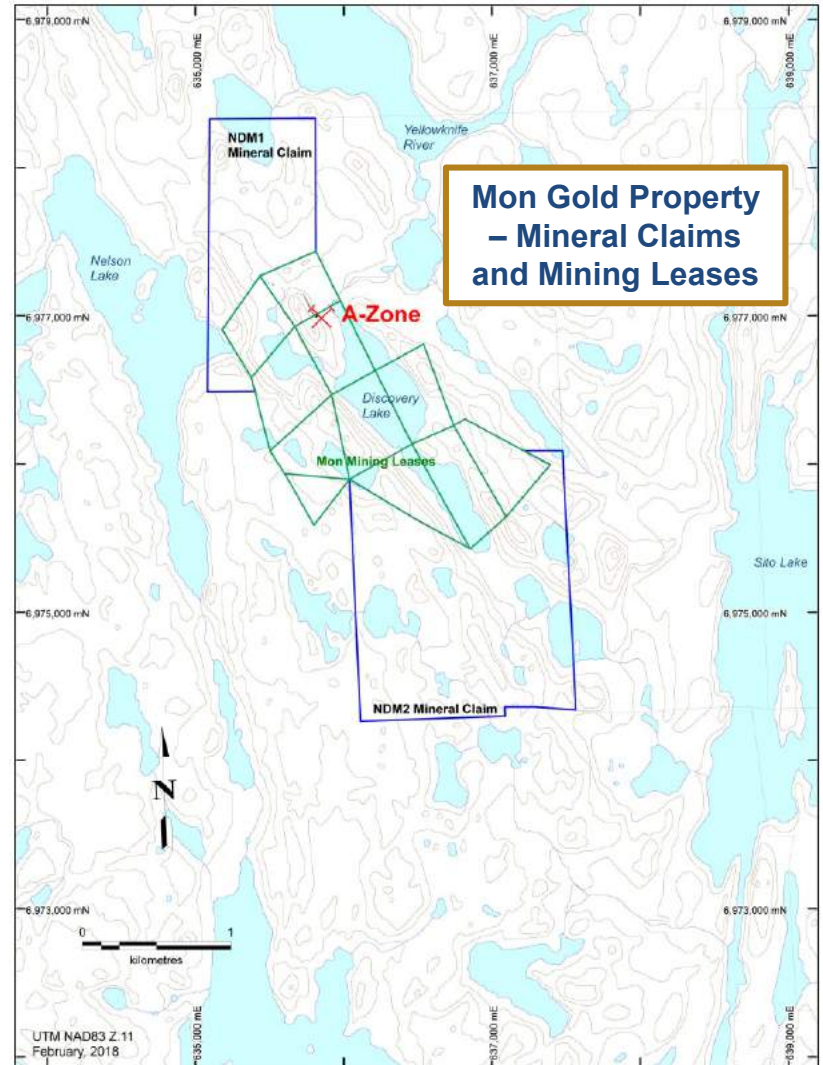 6,979,000 mN
6,979,000 mN
635,000 mE
637,000 mE
639,000 mE
NDM1
Mineral Claim
Yellowknife
River
Mon Gold Property
– Mineral Claims
and Mining Leases
Nelson
Lake
6,977,000 mN
A-Zone
6,977,000 mN
Discovery
Lake
Mon Mining Leases
Sito Lake
6,975,000 mN
6,975,000 mN
NDM2 Mineral Claim
N
6,973,000 mN
6,973,000 mN
0 1
kilometres
UTM NAD83 Z.11
February, 2018
635,000 mE
637,000 mE
639,000 mE